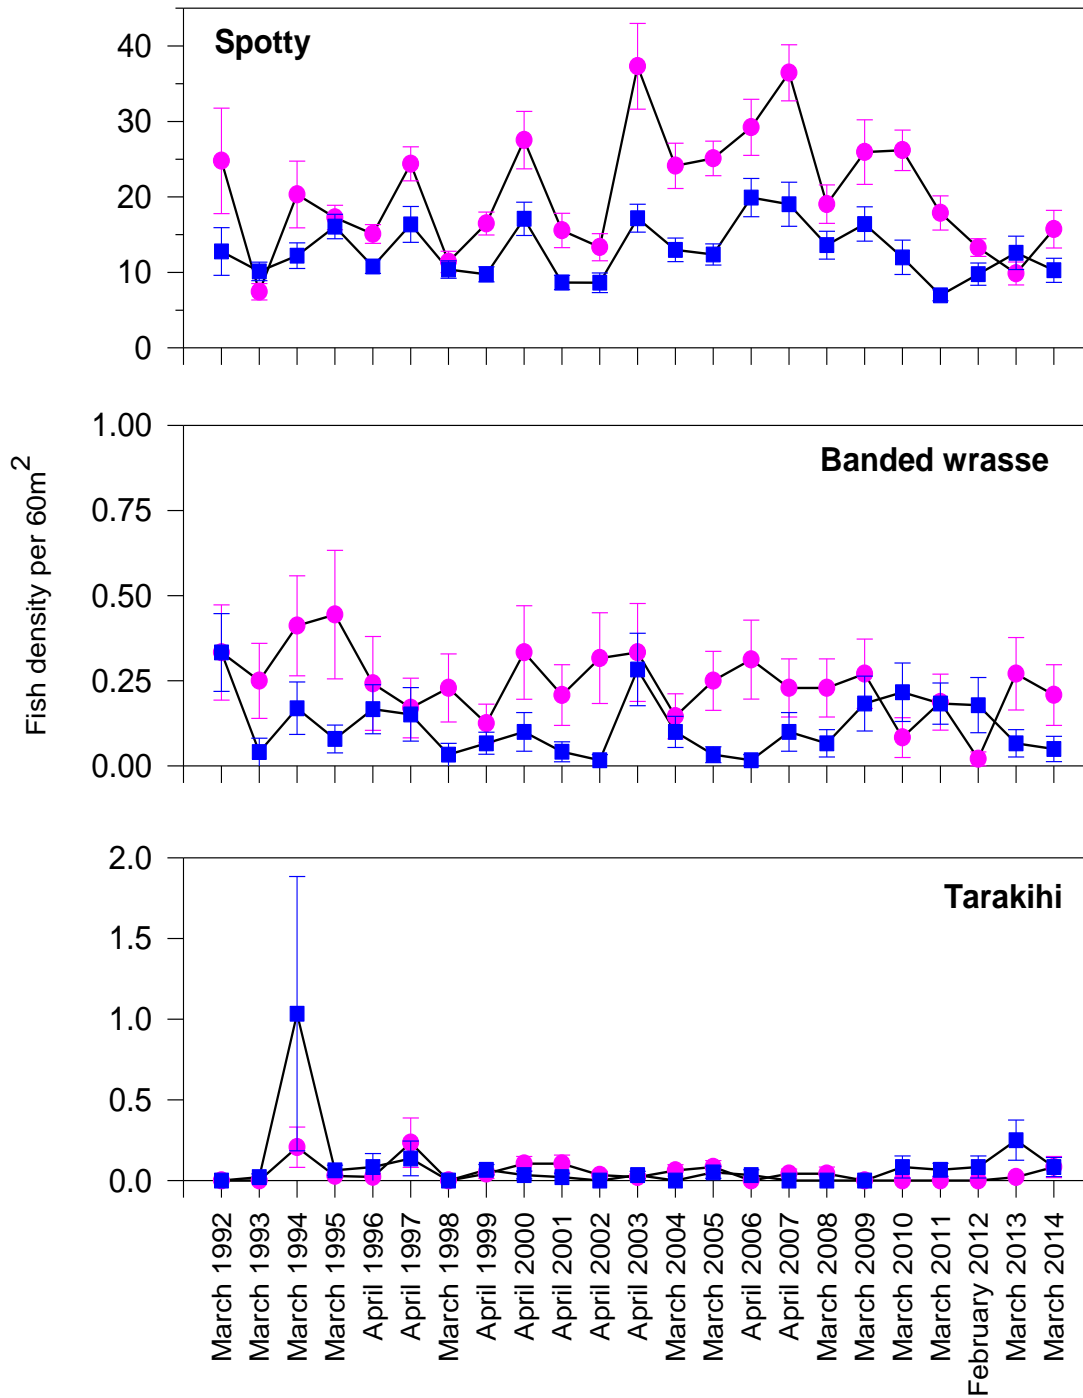 Spotty
40
30
20
10
0
Fish density per 60m²
Banded wrasse
1.00
0.75
0.50
0.25
0.00
Tarakihi
2.0
1.5
1.0
0.5
0.0
March 1992
March 1993
March 1994
March 1995
April 1996
April 1997
March 1998
April 1999
April 2000
April 2001
April 2002
April 2003
March 2004
March 2005
April 2006
April 2007
March 2008
March 2009
March 2010
March 2011
February 2012
March 2013
March 2014